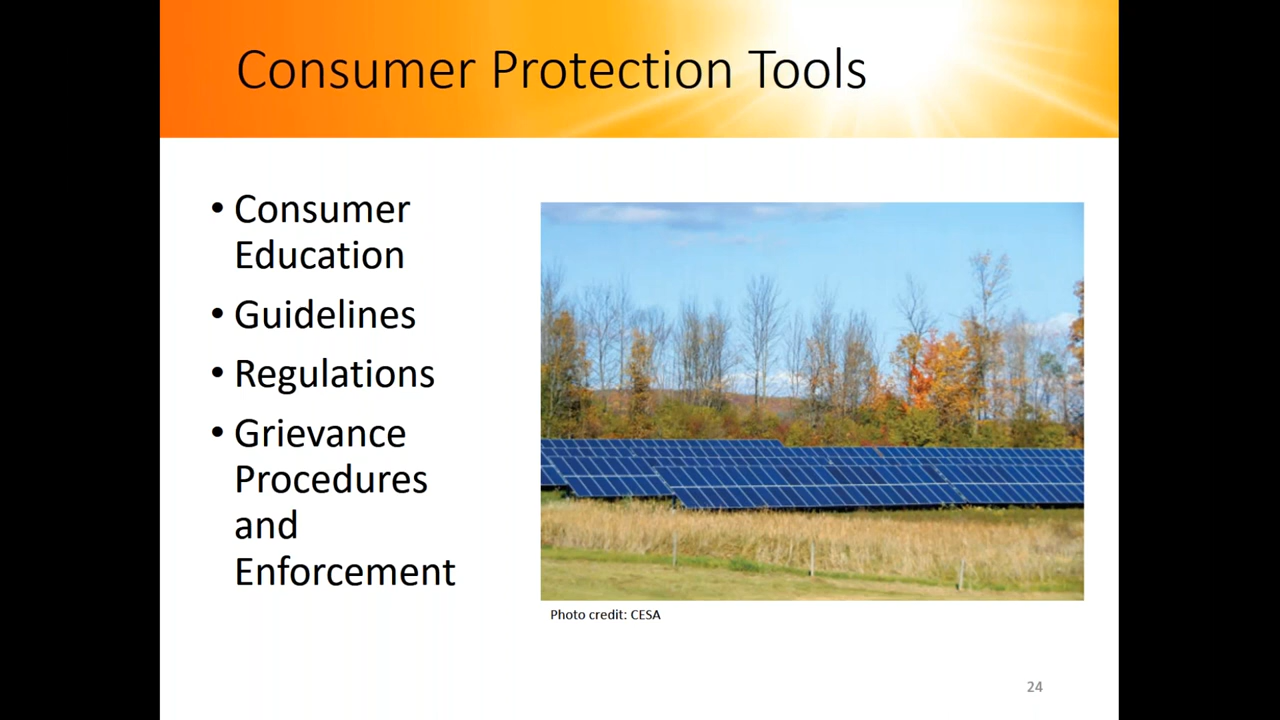 Consumer Protection Tools
• Consumer
Education
• Guidelines
• Regulations
• Grievance
Procedures
and
Enforcement
Photo credit: CESA
24